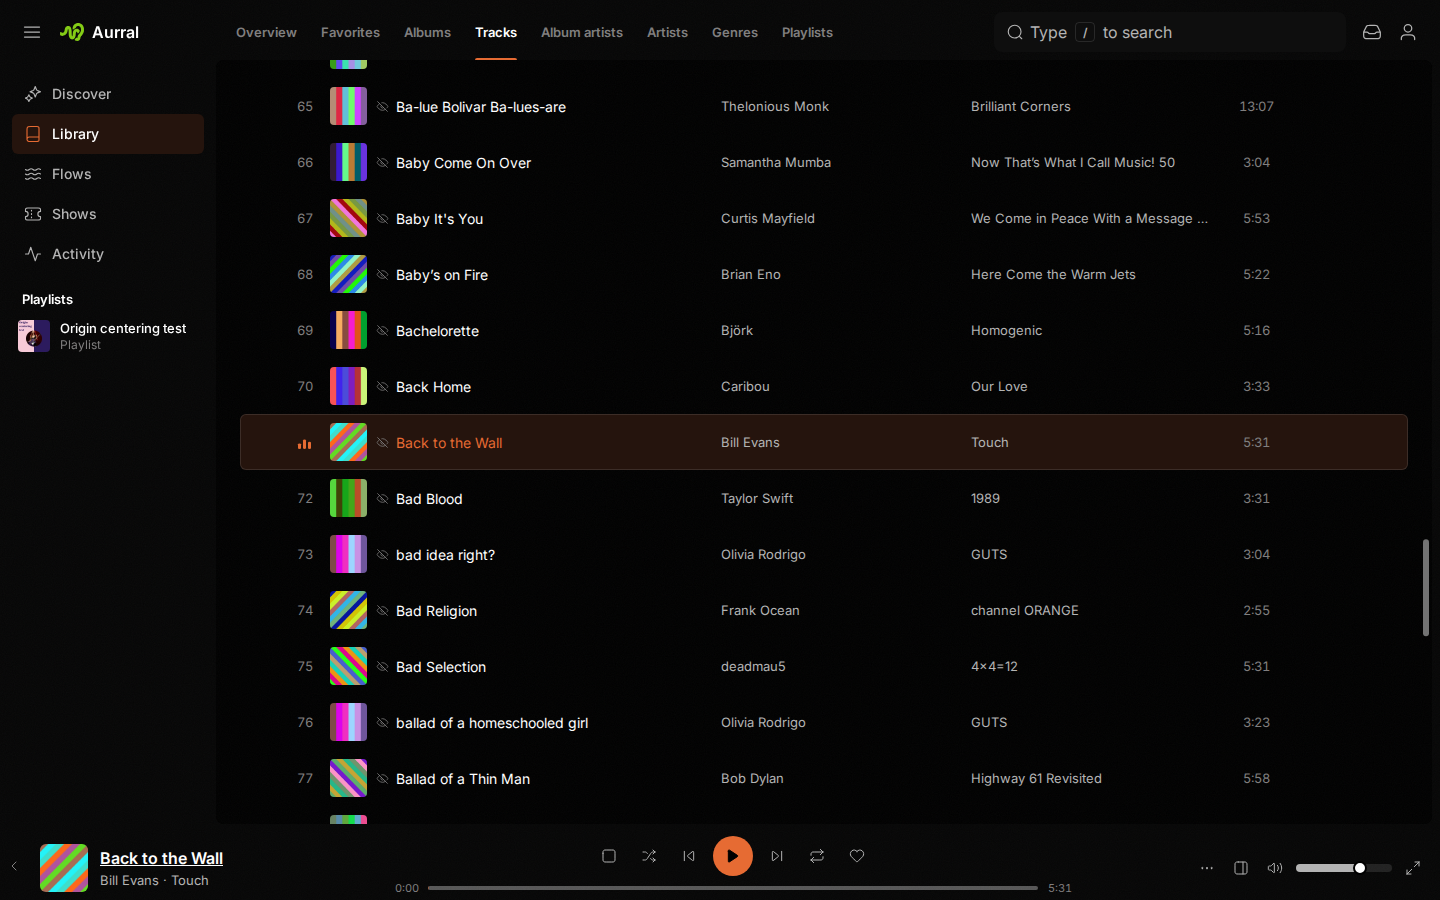 Aurral
Overview Favorites Albums Tracks Album artists Artists Genres Playlists
Type / to search
Discover
Library
Flows
Shows
Activity
Playlists
Origin centering test
Playlist
65 Ba-lue Bolivar Ba-lues-are Thelonious Monk Brilliant Corners 13:07
66 Baby Come On Over Samantha Mumba Now That's What I Call Music! 50 3:04
67 Baby It's You Curtis Mayfield We Come in Peace With a Message ... 5:53
68 Baby’s on Fire Brian Eno Here Come the Warm Jets 5:22
69 Bachelorette Björk Homogenic 5:16
70 Back Home Caribou Our Love 3:33
Back to the Wall Bill Evans Touch 5:31
72 Bad Blood Taylor Swift 1989 3:31
73 bad idea right? Olivia Rodrigo GUTS 3:04
74 Bad Religion Frank Ocean channel ORANGE 2:55
75 Bad Selection deadmau5 4×4=12 5:31
76 ballad of a homeschooled girl Olivia Rodrigo GUTS 3:23
77 Ballad of a Thin Man Bob Dylan Highway 61 Revisited 5:58
Back to the Wall
Bill Evans · Touch
0:00 5:31